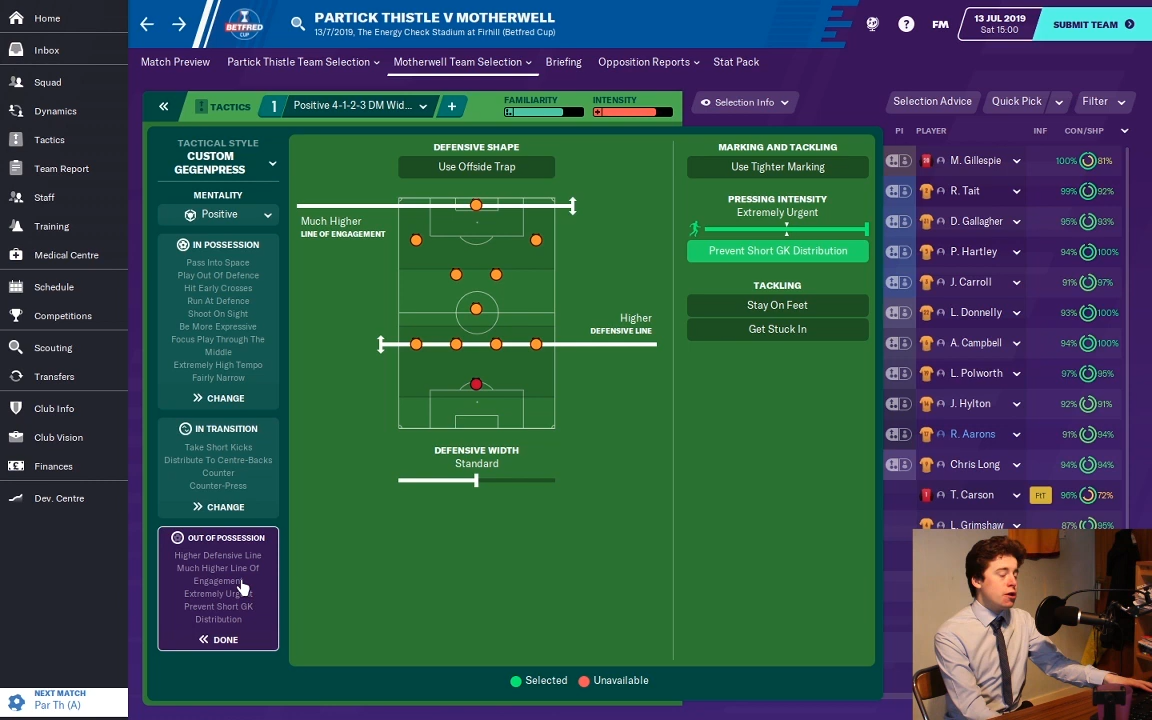 Home
Inbox
Squad
Dynamics
Tactics
Team Report
Staff
Training
Medical Centre
Schedule
Competitions
Scouting
Transfers
Club Info
Club Vision
Finances
Dev. Centre
NEXT MATCH
Par Th (A)
BETFRED
CUP
PARTICK THISTLE V MOTHERWELL
13/7/2019, The Energy Check Stadium at Firhill (Betfred Cup)
?
FM
13 JUL 2019
Sat 15:00
SUBMIT TEAM
Match Preview
Partick Thistle Team Selection
Motherwell Team Selection
Briefing
Opposition Reports
Stat Pack
TACTICS
1
Positive 4-1-2-3 DM Wid...
+
FAMILIARITY
INTENSITY
Selection Info
Selection Advice
Quick Pick
Filter
TACTICAL STYLE
CUSTOM
GEGENPRESS
MENTALITY
Positive
IN POSSESSION
Pass Into Space
Play Out Of Defence
Hit Early Crosses
Run At Defence
Shoot On Sight
Be More Expressive
Focus Play Through The
Middle
Extremely High Tempo
Fairly Narrow
CHANGE
IN TRANSITION
Take Short Kicks
Distribute To Centre-Backs
Counter
Counter-Press
CHANGE
OUT OF POSSESSION
Higher Defensive Line
Much Higher Line Of
Engagement
Extremely Urgent
Prevent Short GK
Distribution
DONE
DEFENSIVE SHAPE
Use Offside Trap
Much Higher
LINE OF ENGAGEMENT
Higher
DEFENSIVE LINE
DEFENSIVE WIDTH
Standard
MARKING AND TACKLING
Use Tighter Marking
PRESSING INTENSITY
Extremely Urgent
Prevent Short GK Distribution
TACKLING
Stay On Feet
Get Stuck In
Selected
Unavailable
PI PLAYER INF CON/SHP
M. Gillespie 100% 81%
R. Tait 99% 92%
D. Gallagher 95% 93%
P. Hartley 94% 100%
J. Carroll 91% 97%
L. Donnelly 93% 100%
A. Campbell 94% 100%
L. Polworth 97% 95%
J. Hylton 92% 91%
R. Aarons 91% 94%
Chris Long 94% 94%
T. Carson FIT 96% 72%
L. Grimshaw 87% 95%